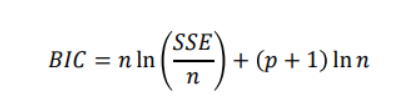 BIC = n ln(SSE/n) + (p + 1) ln n